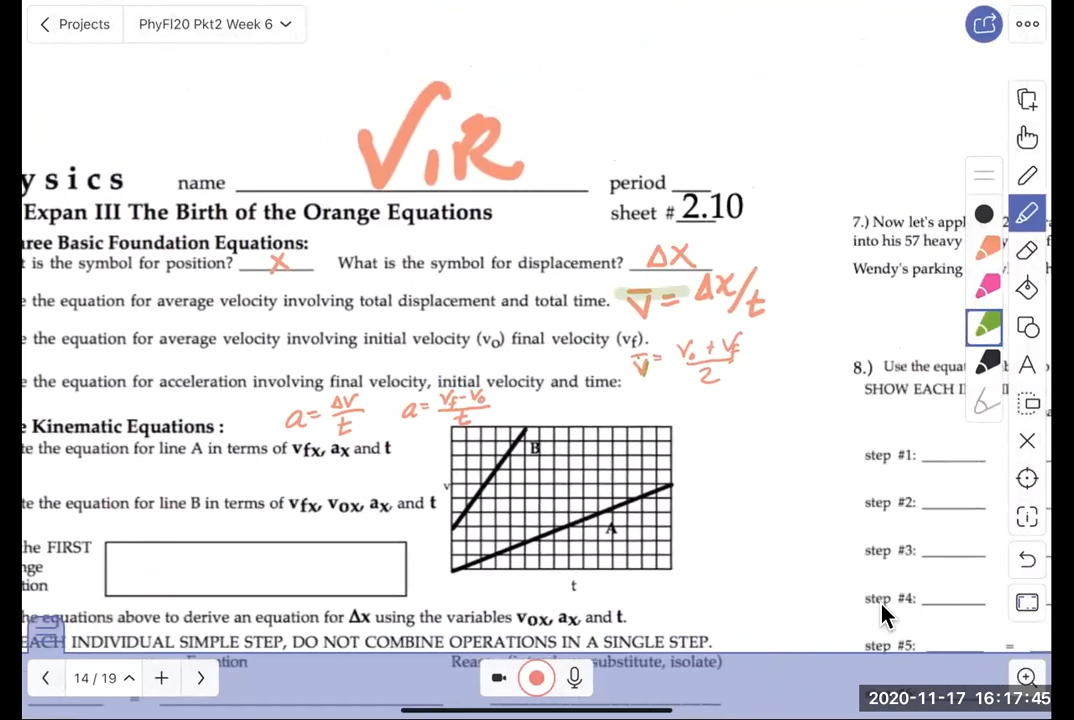 Projects PhyFl20 Pkt2 Week 6
VIR
ysics name period
Expan III The Birth of the Orange Equations sheet # 2.10
ree Basic Foundation Equations:
t is the symbol for position? x What is the symbol for displacement? Δx
e the equation for average velocity involving total displacement and total time. v̅ = Δx/t
e the equation for average velocity involving initial velocity (vo) final velocity (vf). v̅ = vo + vf / 2
e the equation for acceleration involving final velocity, initial velocity and time:
a = Δv/t a = vf - vo / t
e Kinematic Equations :
te the equation for line A in terms of vfx, ax and t
te the equation for line B in terms of vfx, vox, ax, and t
he FIRST
nge
tion
B
v
A
t
he equations above to derive an equation for Δx using the variables vox, ax, and t.
EACH INDIVIDUAL SIMPLE STEP, DO NOT COMBINE OPERATIONS IN A SINGLE STEP.
substitute, isolate)
=
7.) Now let's appl
into his 57 heavy
Wendy's parking
8.) Use the equa
SHOW EACH I
step #1:
step #2:
step #3:
step #4:
step #5: =
T
14 / 19
2020-11-17 16:17:45